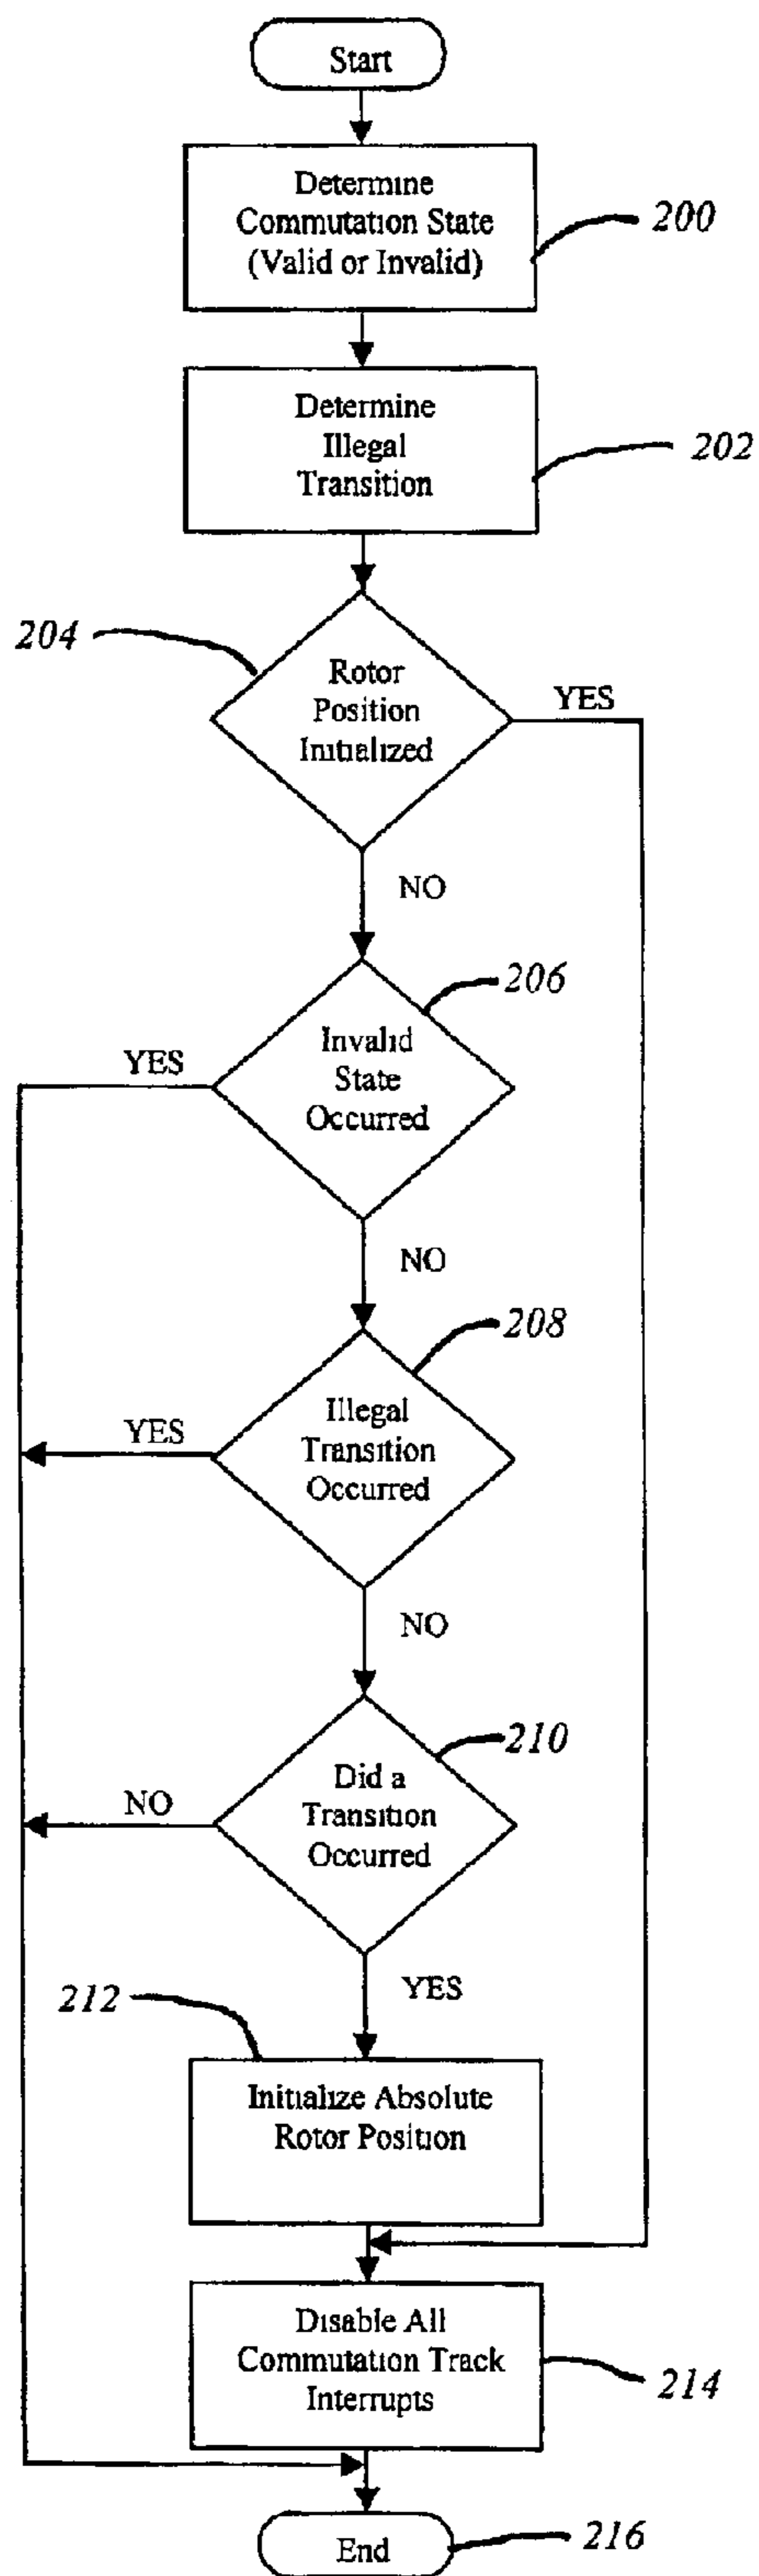 Start
Determine
Commutation State
(Valid or Invalid)
200
Determine
Illegal
Transition
202
204
Rotor
Position
Initialized
YES
NO
206
Invalid
State
Occurred
YES
NO
208
Illegal
Transition
Occurred
YES
NO
210
Did a
Transition
Occurred
NO
YES
212
Initialize Absolute
Rotor Position
Disable All
Commutation Track
Interrupts
214
End
216